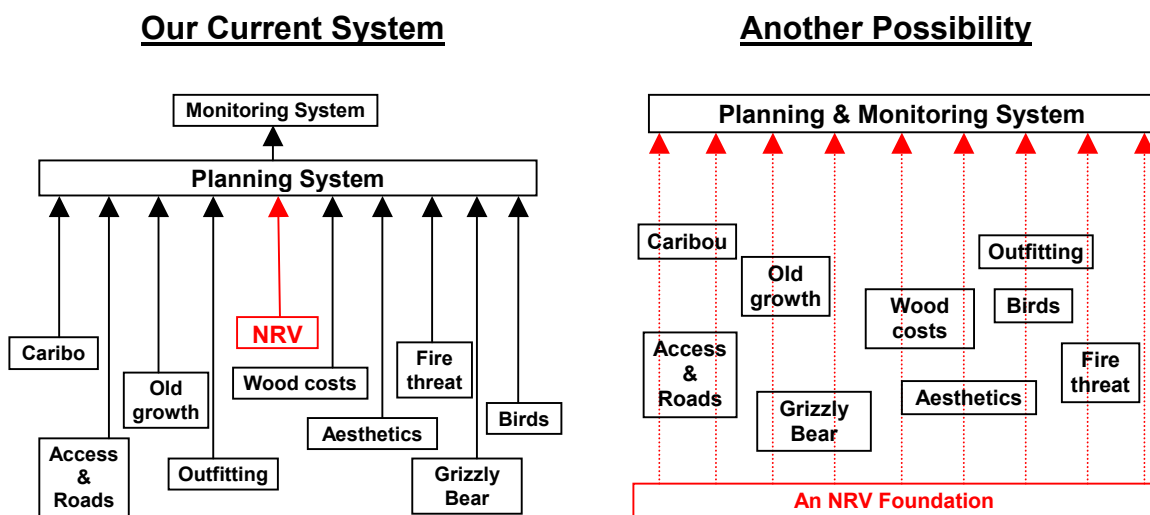 Our Current System
Monitoring System
Planning System
NRV
Caribo
Old
growth
Wood costs
Fire
threat
Birds
Aesthetics
Access
&
Roads
Outfitting
Grizzly
Bear
Another Possibility
Planning & Monitoring System
Caribou
Outfitting
Old
growth
Wood
costs
Birds
Access
&
Roads
Fire
threat
Aesthetics
Grizzly
Bear
An NRV Foundation